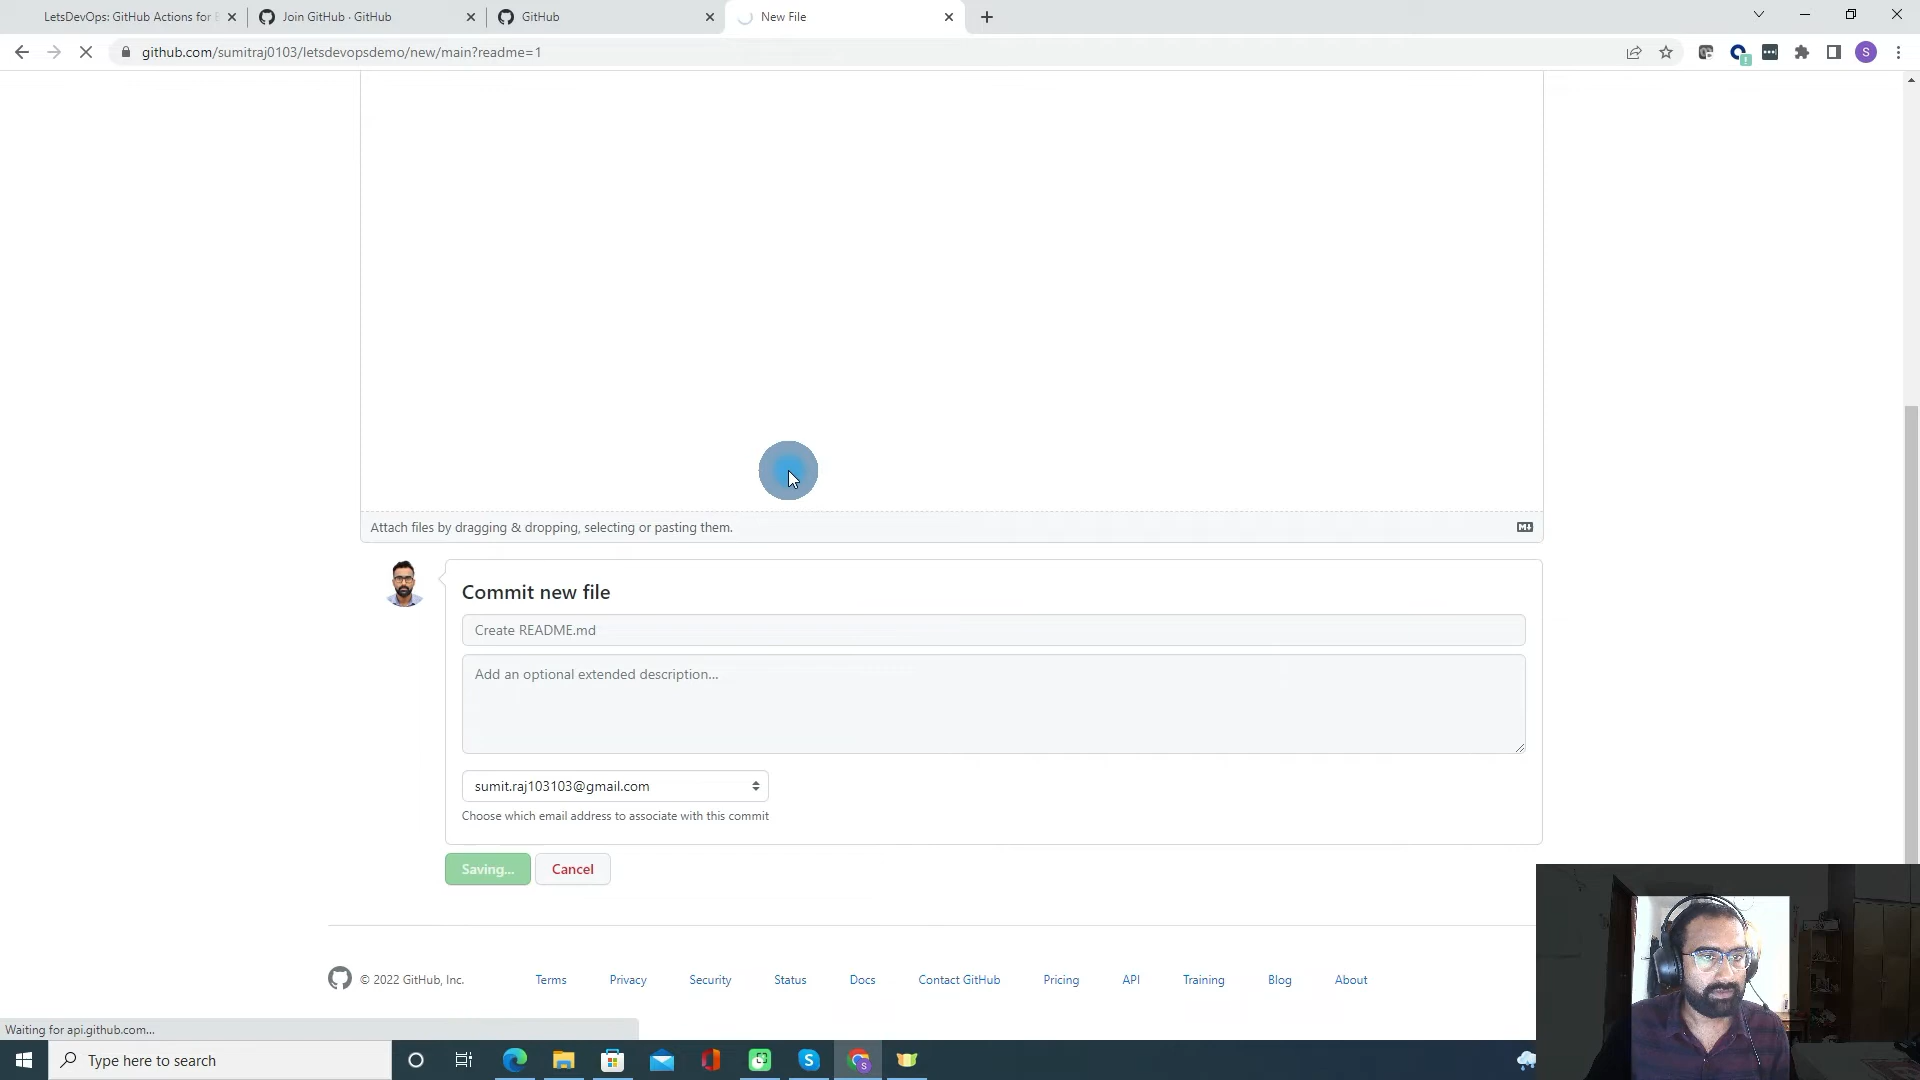 LetsDevOps: GitHub Actions for
Join GitHub · GitHub
GitHub
New File
github.com/sumitraj0103/letsdevopsdemo/new/main?readme=1
S
Attach files by dragging & dropping, selecting or pasting them.
Commit new file
Create README.md
Add an optional extended description...
sumit.raj103103@gmail.com
Choose which email address to associate with this commit
Saving...
Cancel
© 2022 GitHub, Inc.
Terms
Privacy
Security
Status
Docs
Contact GitHub
Pricing
API
Training
Blog
About
Waiting for api.github.com...
Type here to search